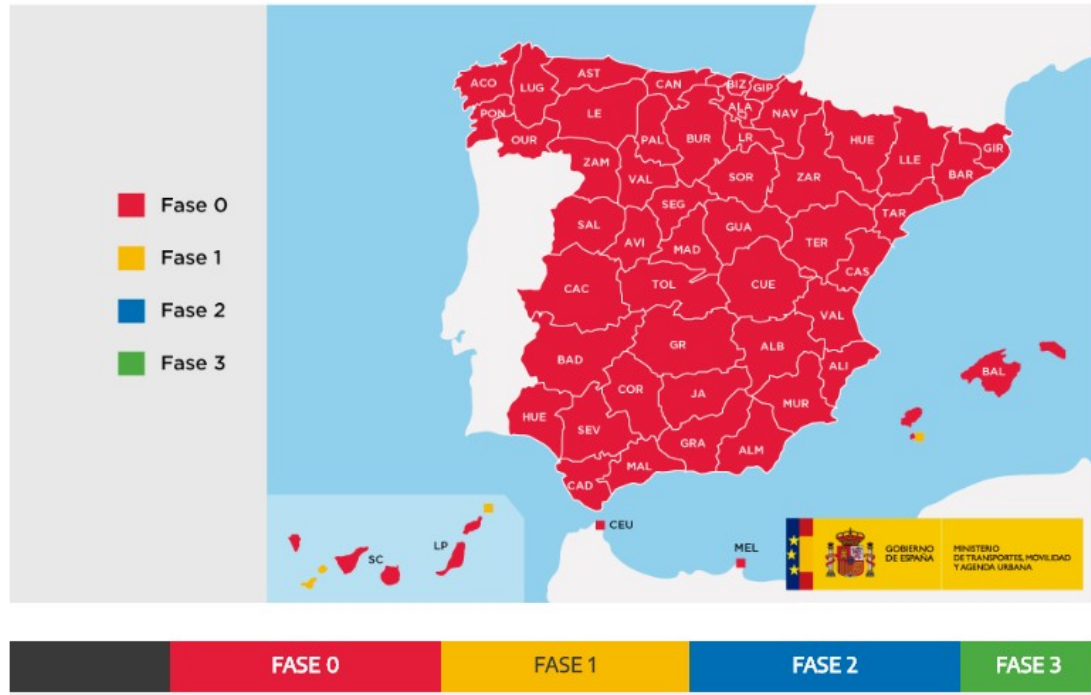 Fase 0
Fase 1
Fase 2
Fase 3
ACO
LUG
AST
CAN
BIZ
GIP
PON
OUR
LE
PAL
BUR
ALA
LR
NAV
HUE
LLE
BAR
GIR
ZAM
VAL
SOR
ZAR
TAR
SAL
AVI
SEG
MAD
GUA
TER
CAS
CAC
TOL
CUE
VAL
BAD
GR
ALB
ALI
BAL
HUE
SEV
COR
JA
MUR
CAD
MAL
GRA
ALM
CEU
MEL
SC
LP
GOBIERNO
DE ESPAÑA
MINISTERIO
DE TRANSPORTES, MOVILIDAD
Y AGENDA URBANA
FASE 0
FASE 1
FASE 2
FASE 3